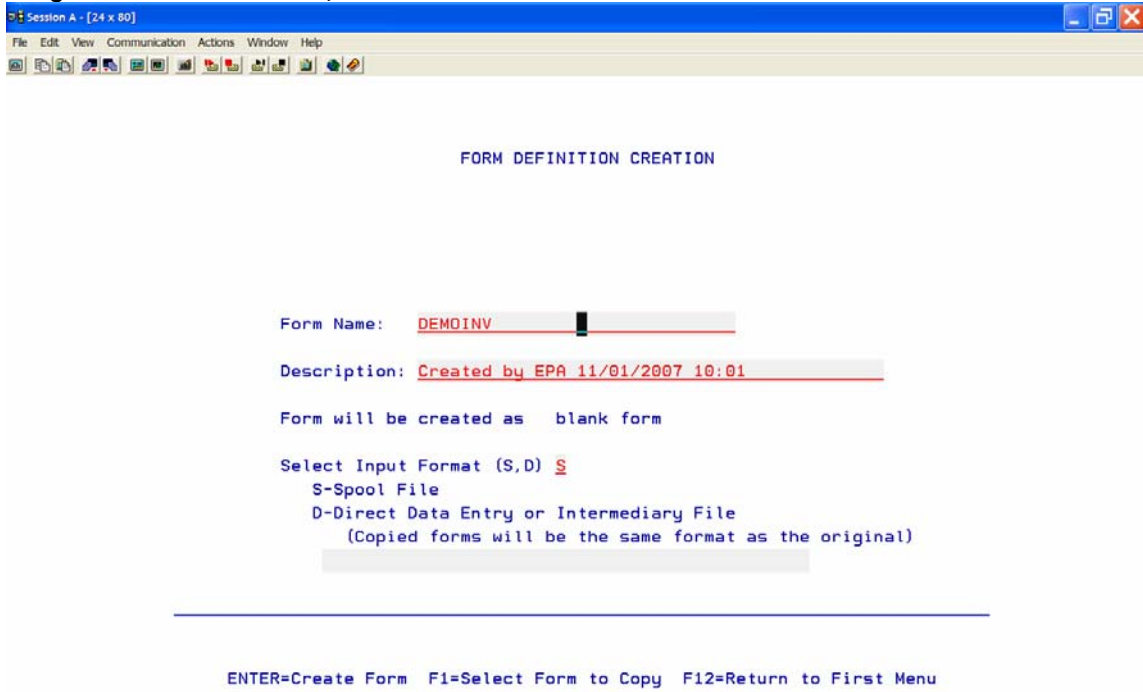 Session A - [24 x 80]
File Edit View Communication Actions Window Help
FORM DEFINITION CREATION
Form Name: DEMOINV
Description: Created by EPA 11/01/2007 10:01
Form will be created as blank form
Select Input Format (S,D) S
S-Spool File
D-Direct Data Entry or Intermediary File
(Copied forms will be the same format as the original)
ENTER=Create Form F1=Select Form to Copy F12=Return to First Menu